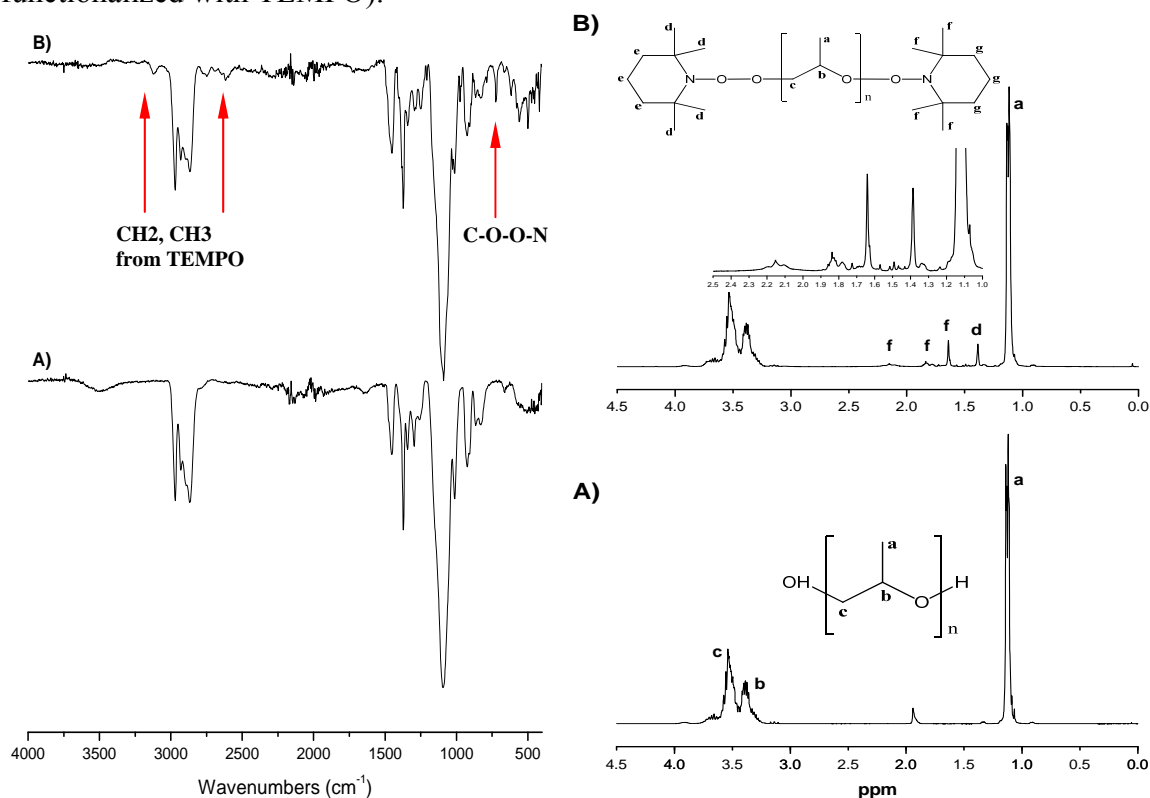 functionalized with TEMPO).
B)
CH2, CH3
from TEMPO
C-O-O-N
A)
4000 3500 3000 2500 2000 1500 1000 500
Wavenumbers (cm-1)
B)
d d a f f
e e e N O O c b O O N g g g
d d n f f
a
2.5 2.4 2.3 2.2 2.1 2.0 1.9 1.8 1.7 1.6 1.5 1.4 1.3 1.2 1.1 1.0
f f f d
4.5 4.0 3.5 3.0 2.5 2.0 1.5 1.0 0.5 0.0
A)
a
a
OH H
b
c O
n
c
b
4.5 4.0 3.5 3.0 2.5 2.0 1.5 1.0 0.5 0.0
ppm